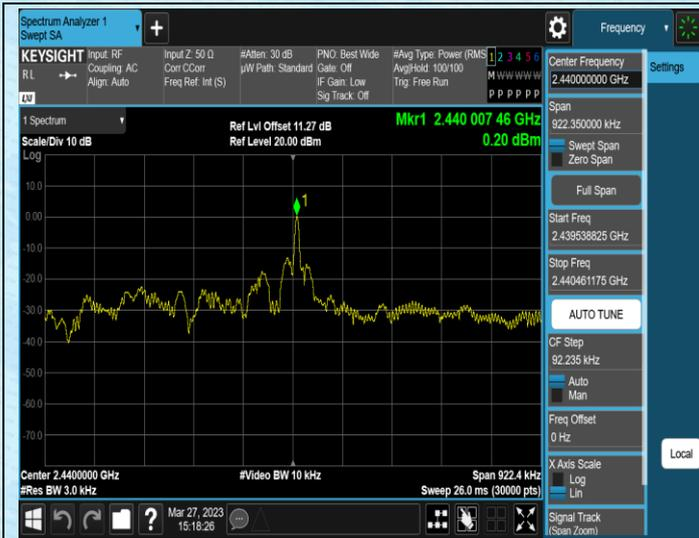 Spectrum Analyzer 1
Swept SA
Frequency
KEYSIGHT
RL
Input: RF
Coupling: AC
Align: Auto
Input Z: 50 Ω
Corr CCorr
Freq Ref: Int (S)
#Atten: 30 dB
µW Path: Standard
PNO: Best Wide
Gate: Off
IF Gain: Low
Sig Track: Off
#Avg Type: Power (RMS
Avg|Hold: 100/100
Trig: Free Run
1 2 3 4 5 6
M W W W W W
P P P P P P
Center Frequency
2.440000000 GHz
Settings
1 Spectrum
Scale/Div 10 dB
Log
Ref Lvl Offset 11.27 dB
Ref Level 20.00 dBm
Mkr1 2.440 007 46 GHz
0.20 dBm
Span
922.350000 kHz
Swept Span
Zero Span
Full Span
Start Freq
2.439538825 GHz
Stop Freq
2.440461175 GHz
AUTO TUNE
CF Step
92.235 kHz
Auto
Man
Freq Offset
0 Hz
X Axis Scale
Log
Lin
Signal Track
(Span Zoom)
Local
10.0
0.00
-10.0
-20.0
-30.0
-40.0
-50.0
-60.0
-70.0
1
Center 2.4400000 GHz
#Res BW 3.0 kHz
#Video BW 10 kHz
Span 922.4 kHz
Sweep 26.0 ms (30000 pts)
Mar 27, 2023
15:18:26